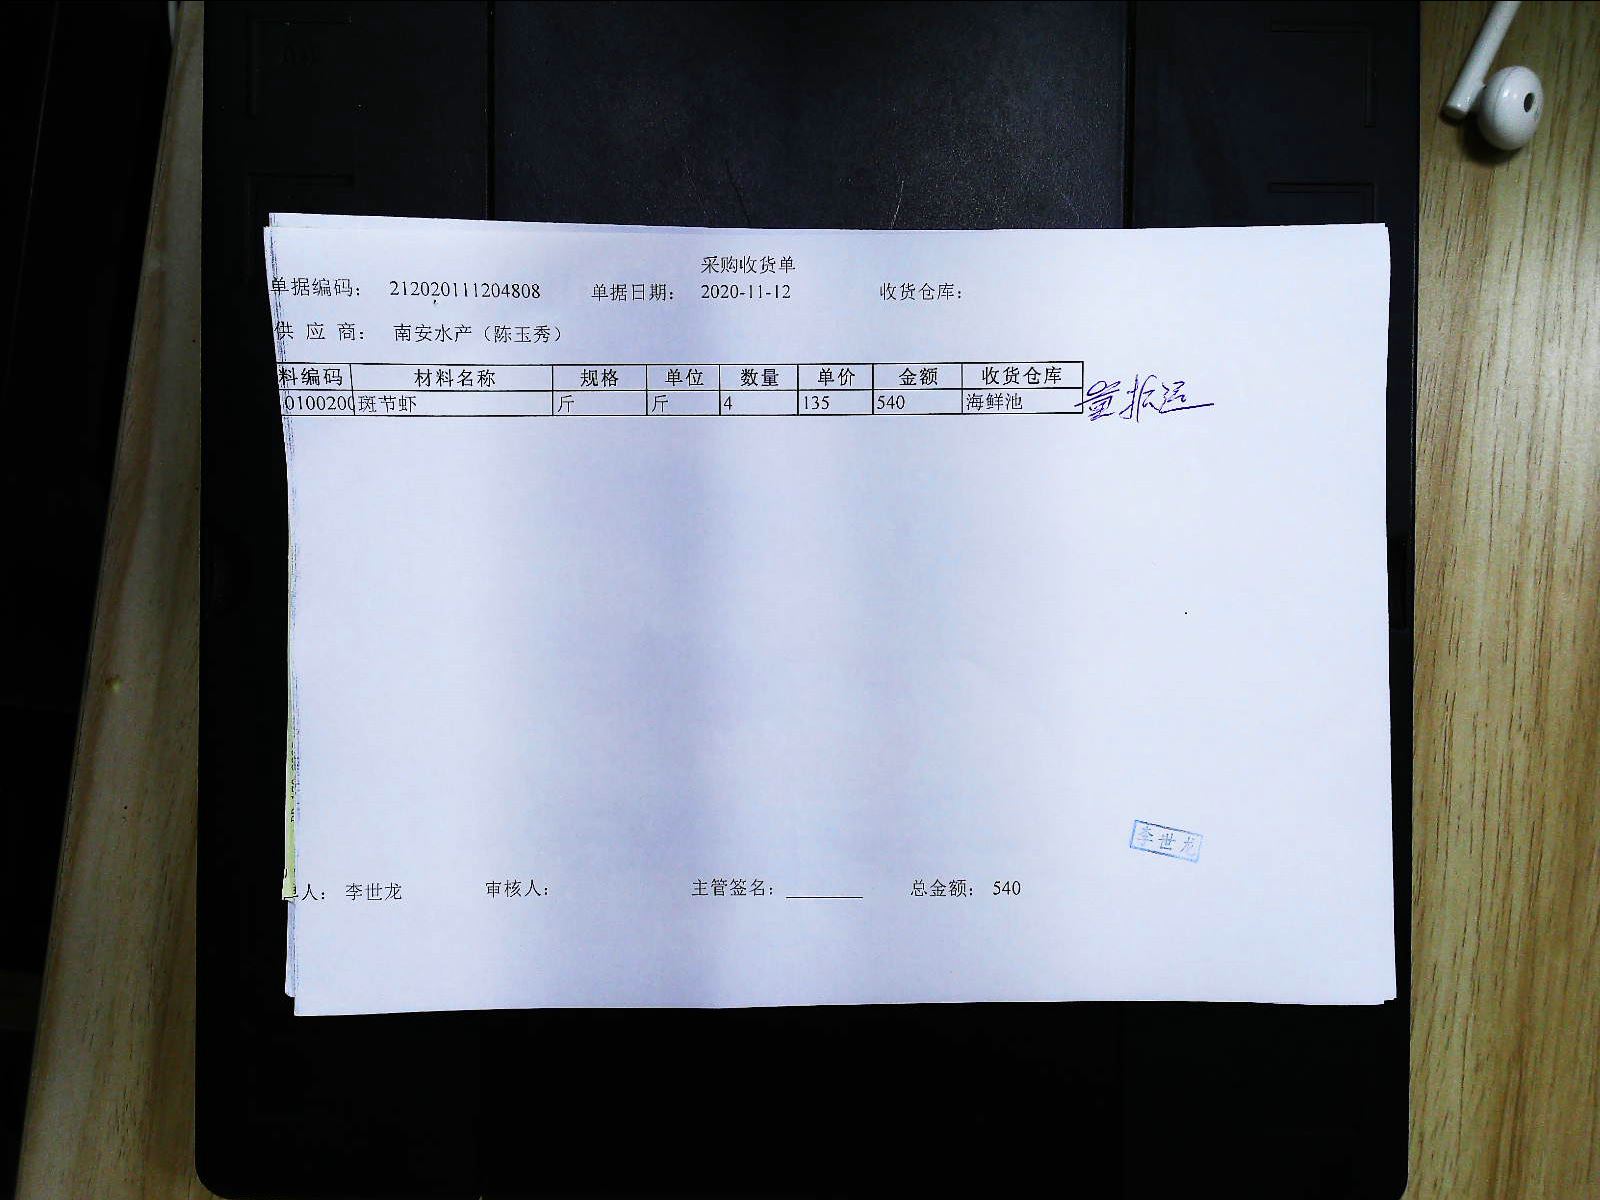 采购收货单
单据编码： 212020111204808 单据日期： 2020-11-12 收货仓库：
供 应 商： 南安水产（陈玉秀）
料编码 材料名称 规格 单位 数量 单价 金额 收货仓库
0100200 斑节虾 斤 斤 4 135 540 海鲜池
李世龙
单人： 李世龙 审核人： 主管签名： 总金额： 540